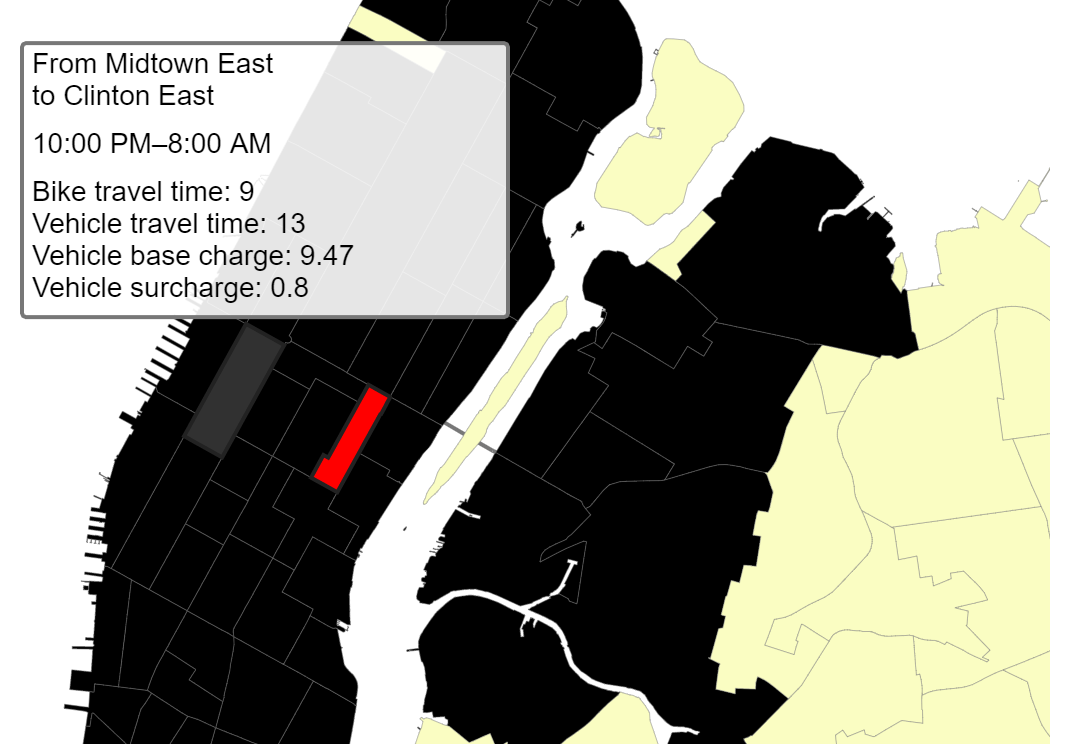 From Midtown East
to Clinton East
10:00 PM–8:00 AM
Bike travel time: 9
Vehicle travel time: 13
Vehicle base charge: 9.47
Vehicle surcharge: 0.8